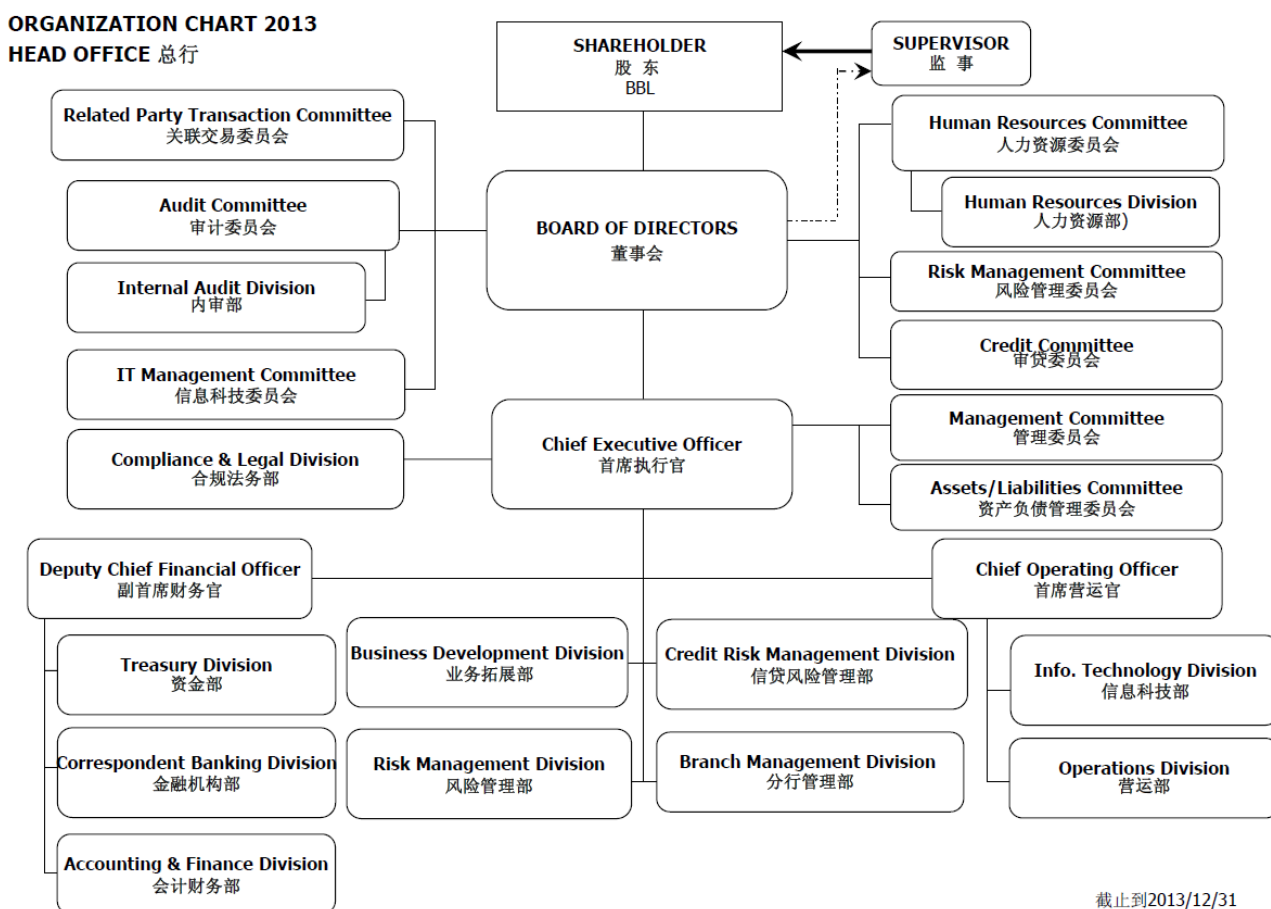 ORGANIZATION CHART 2013
HEAD OFFICE 总行
SHAREHOLDER
股 东
BBL
SUPERVISOR
监 事
Related Party Transaction Committee
关联交易委员会
Human Resources Committee
人力资源委员会
Audit Committee
审计委员会
BOARD OF DIRECTORS
董事会
Human Resources Division
人力资源部)
Internal Audit Division
内审部
Risk Management Committee
风险管理委员会
IT Management Committee
信息科技委员会
Credit Committee
审贷委员会
Compliance & Legal Division
合规法务部
Chief Executive Officer
首席执行官
Management Committee
管理委员会
Assets/Liabilities Committee
资产负债管理委员会
Deputy Chief Financial Officer
副首席财务官
Chief Operating Officer
首席营运官
Treasury Division
资金部
Business Development Division
业务拓展部
Credit Risk Management Division
信贷风险管理部
Info. Technology Division
信息科技部
Correspondent Banking Division
金融机构部
Risk Management Division
风险管理部
Branch Management Division
分行管理部
Operations Division
营运部
Accounting & Finance Division
会计财务部
截止到2013/12/31